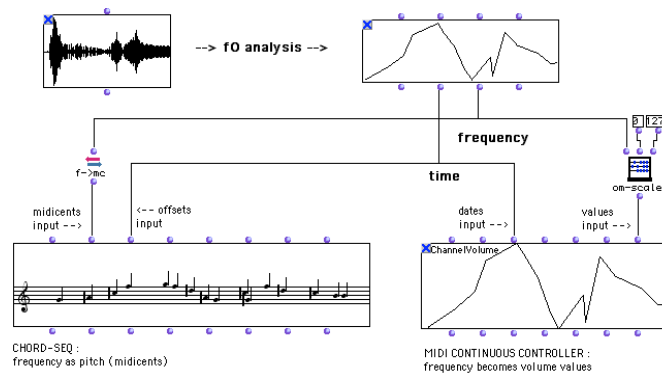 --> f0 analysis -->
frequency
0 127
f->mc
time
om-scale
midicents
input -->
<-- offsets
input
dates
input -->
values
input -->
ChannelVolume
CHORD-SEQ :
frequency as pitch (midicents)
MIDI CONTINUOUS CONTROLLER :
frequency becomes volume values